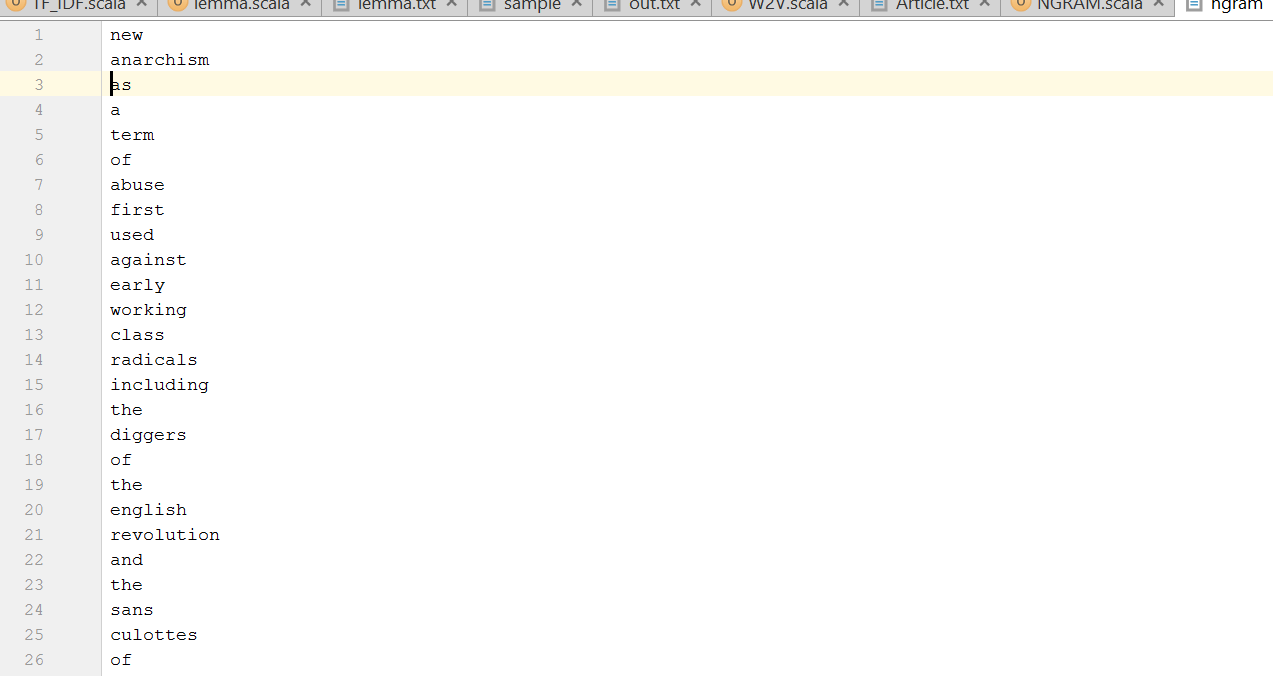 TF_IDF.scala lemma.scala lemma.txt sample out.txt W2V.scala Article.txt NGRAM.scala ngram
1 new
2 anarchism
3 as
4 a
5 term
6 of
7 abuse
8 first
9 used
10 against
11 early
12 working
13 class
14 radicals
15 including
16 the
17 diggers
18 of
19 the
20 english
21 revolution
22 and
23 the
24 sans
25 culottes
26 of